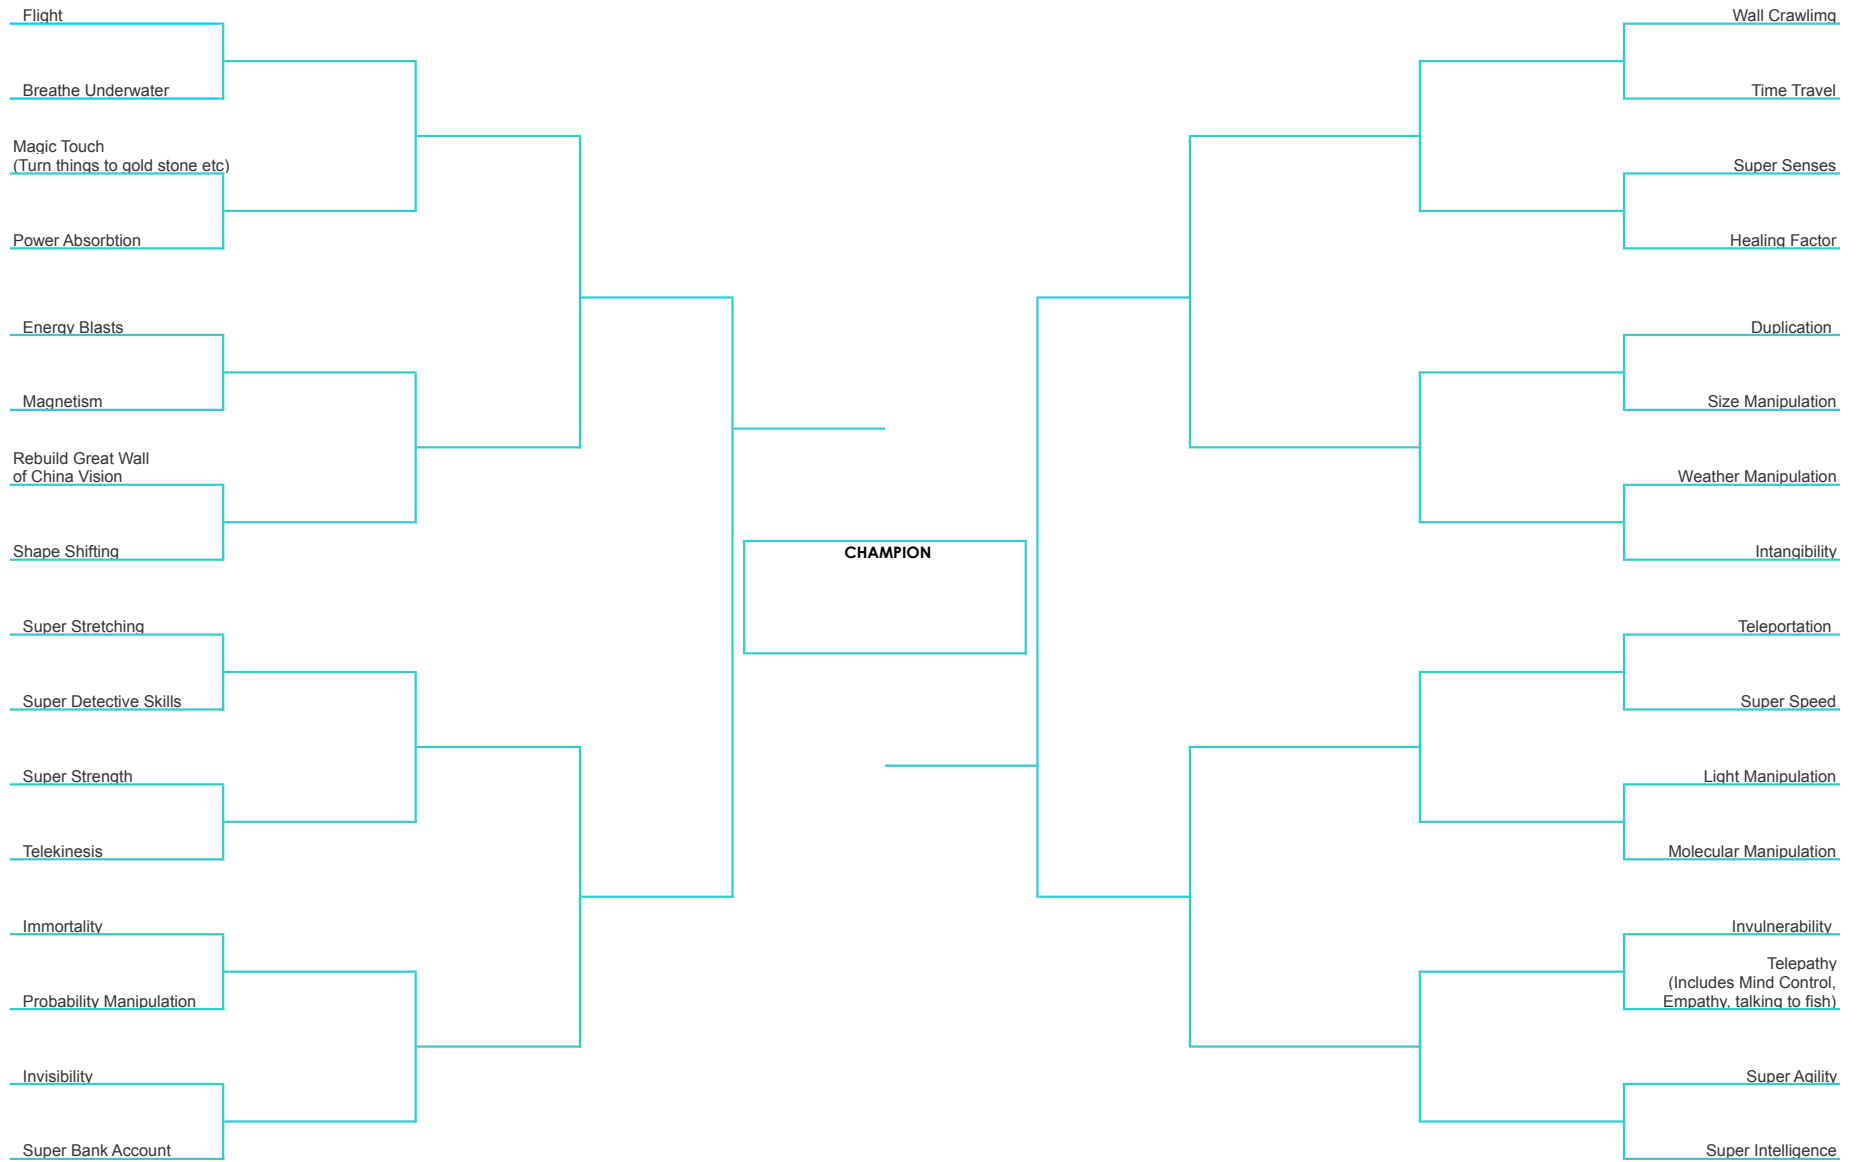 Flight
Breathe Underwater
Magic Touch
(Turn things to gold stone etc)
Power Absorbtion
Energy Blasts
Magnetism
Rebuild Great Wall
of China Vision
Shape Shifting
Super Stretching
Super Detective Skills
Super Strength
Telekinesis
Immortality
Probability Manipulation
Invisibility
Super Bank Account
CHAMPION
Wall Crawlimg
Time Travel
Super Senses
Healing Factor
Duplication
Size Manipulation
Weather Manipulation
Intangibility
Teleportation
Super Speed
Light Manipulation
Molecular Manipulation
Invulnerability
Telepathy
(Includes Mind Control,
Empathy, talking to fish)
Super Agility
Super Intelligence